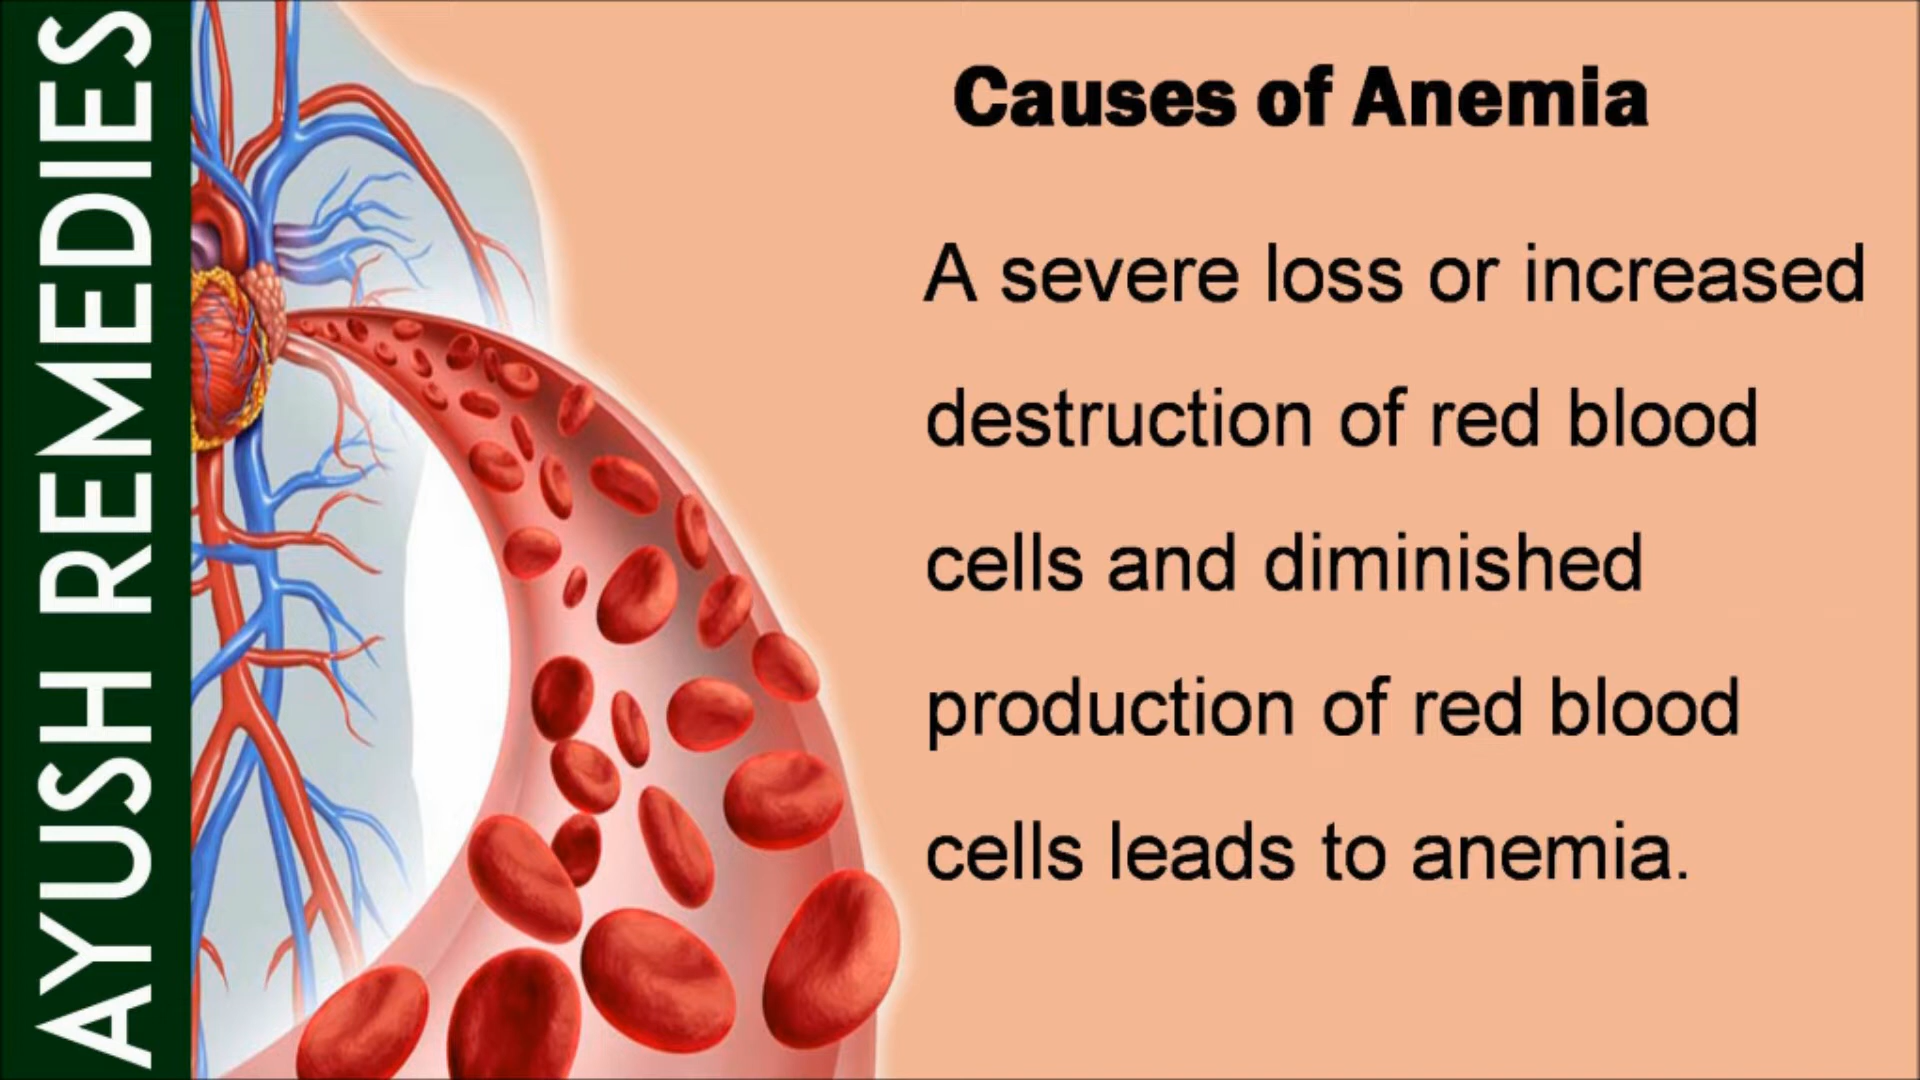 AYUSH REMEDIES
Causes of Anemia
A severe loss or increased
destruction of red blood
cells and diminished
production of red blood
cells leads to anemia.